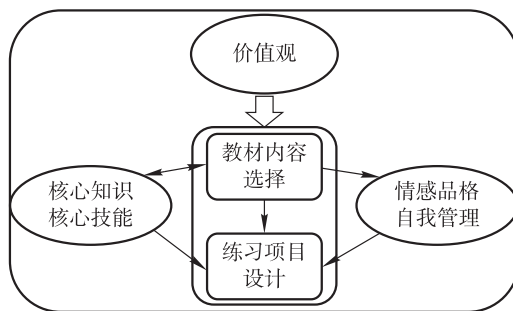 价值观
教材内容
选择
核心知识
核心技能
情感品格
自我管理
练习项目
设计